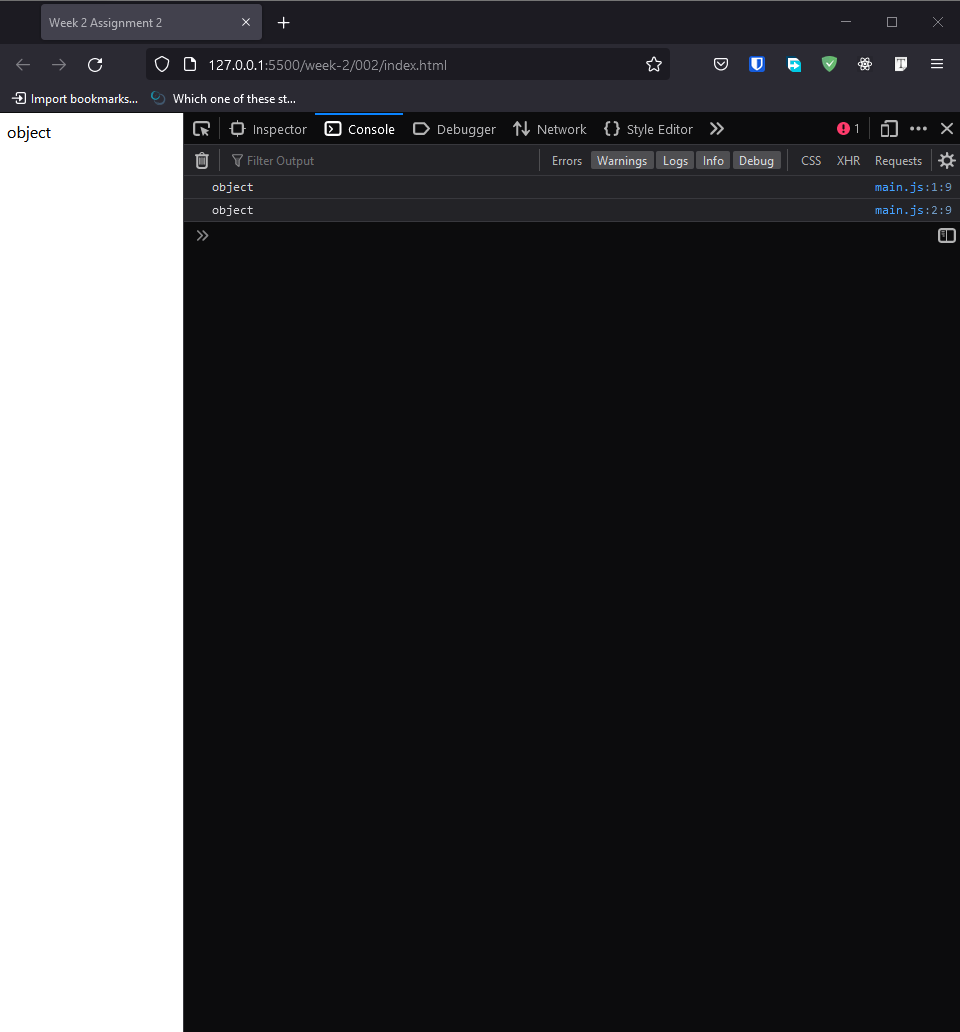 Week 2 Assignment 2
127.0.0.1:5500/week-2/002/index.html
Import bookmarks... Which one of these st...
object
Inspector Console Debugger Network Style Editor 1
Filter Output Errors Warnings Logs Info Debug CSS XHR Requests
object main.js:1:9
object main.js:2:9